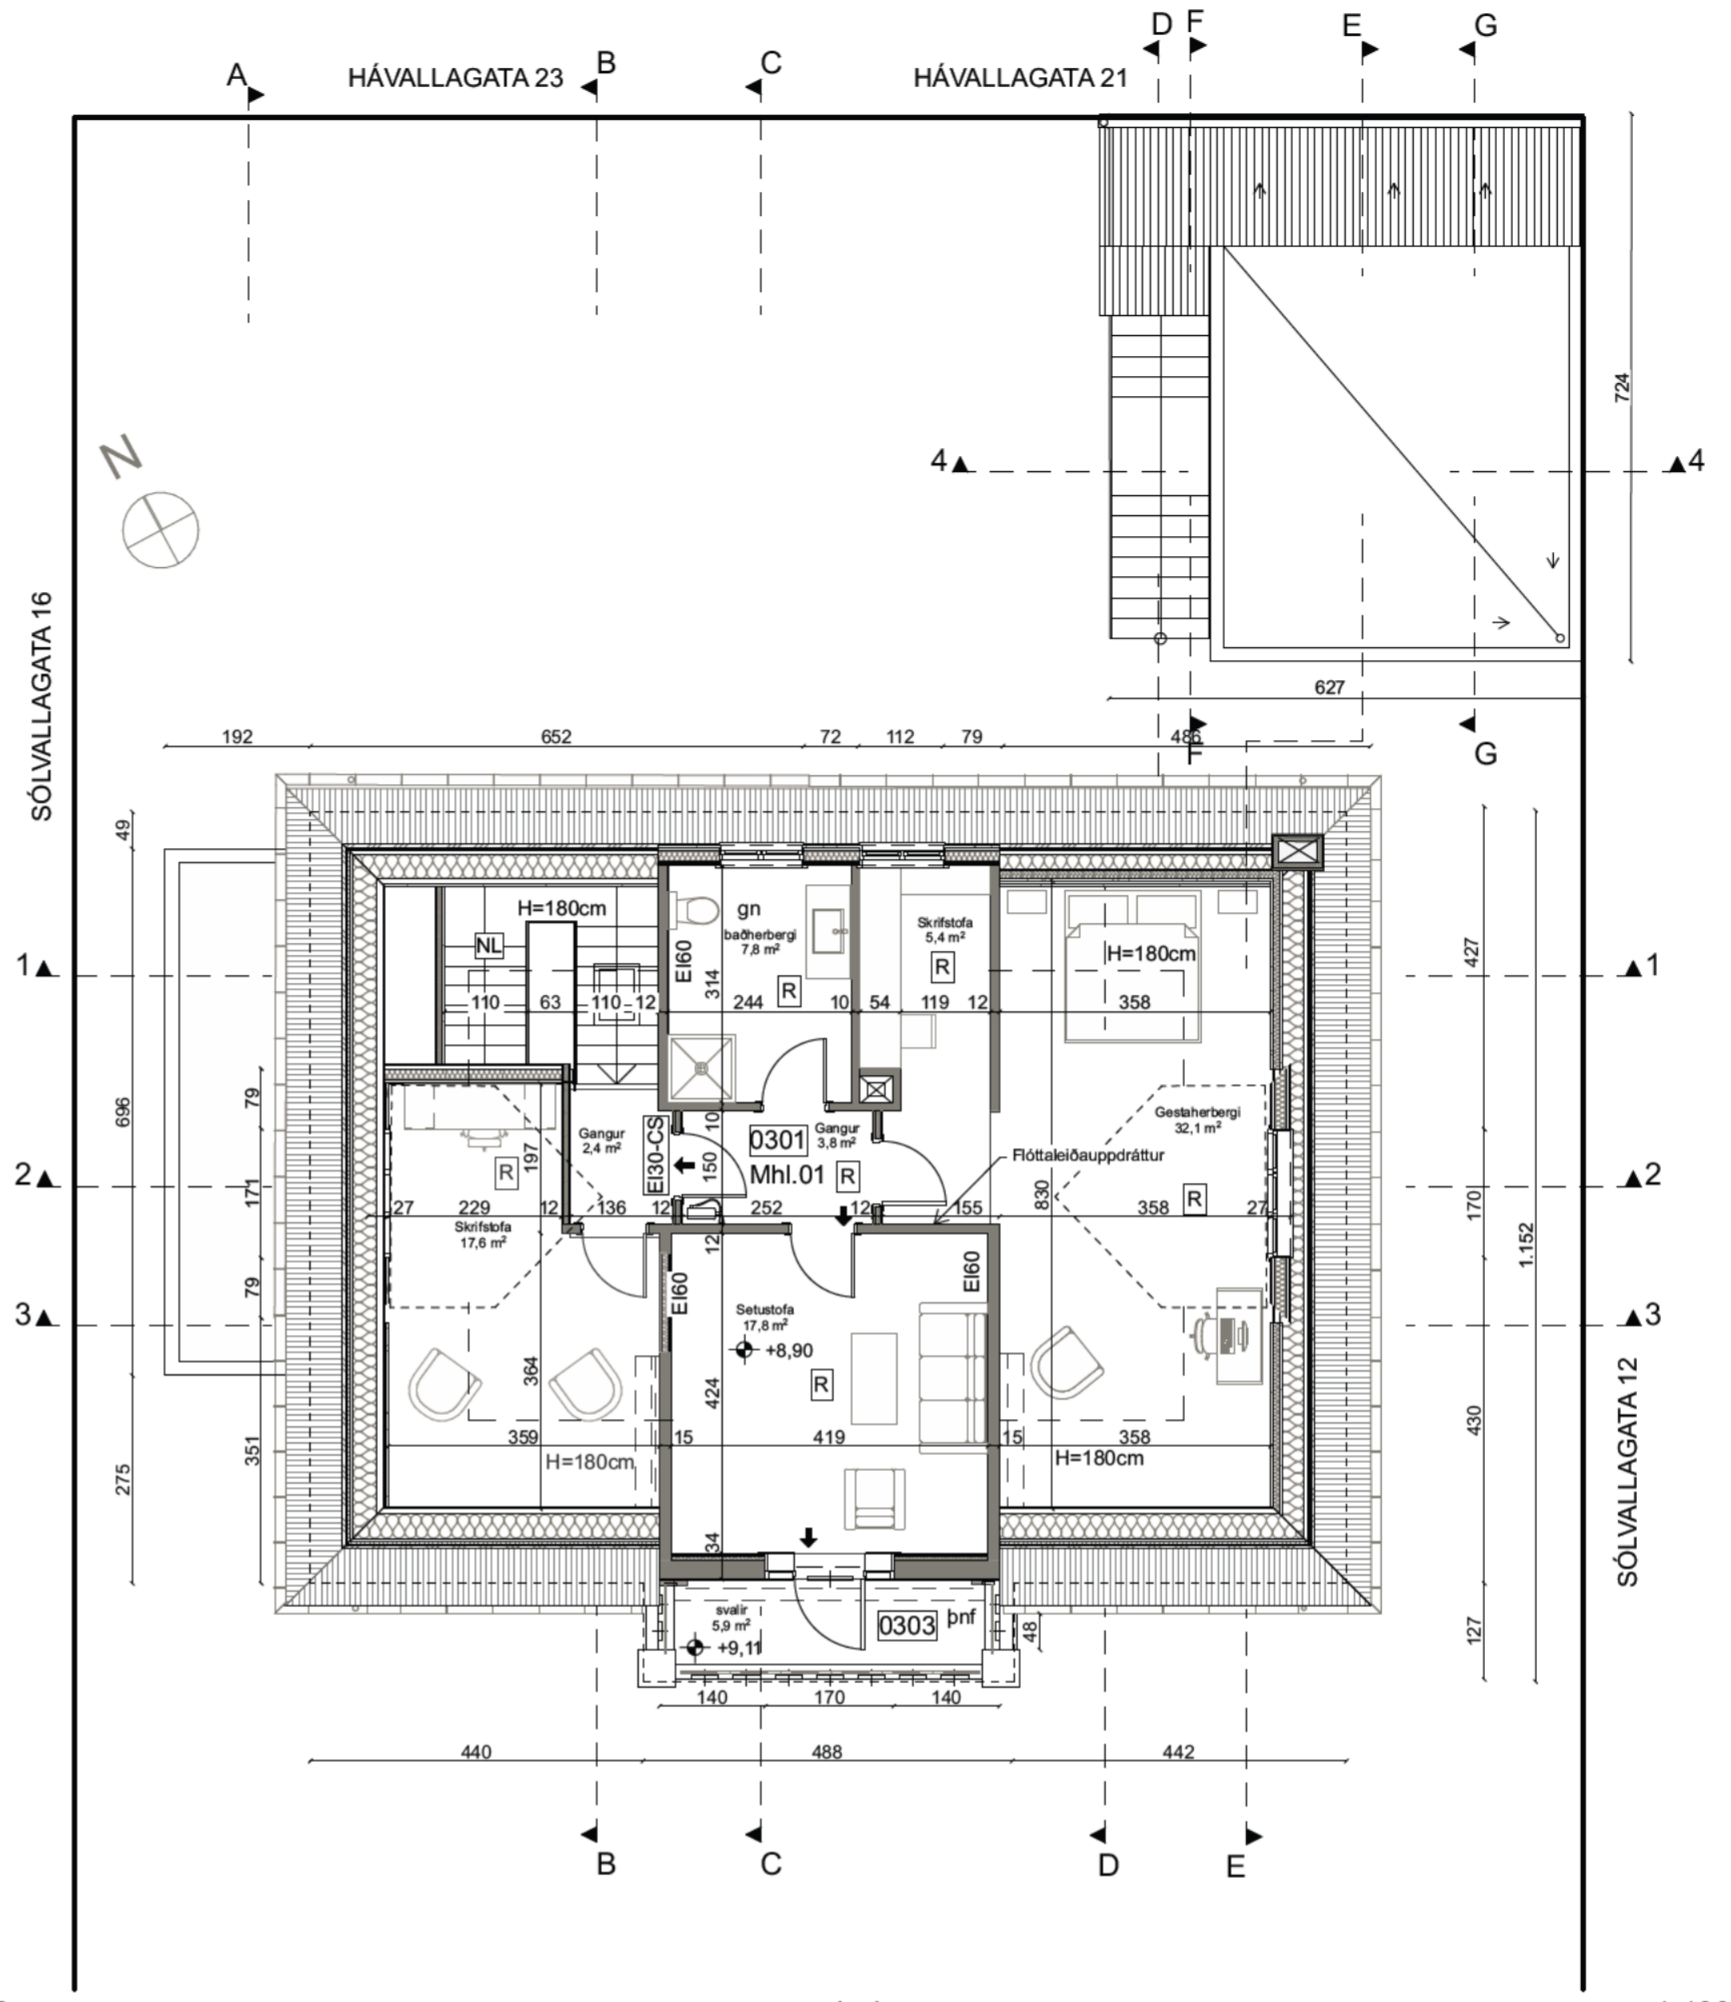 A
HÁVALLAGATA 23
B
C
HÁVALLAGATA 21
D
F
E
G
724
4
4
N
SÓLVALLAGATA 16
627
F
G
192
652
72
112
79
486
49
696
275
79
171
79
351
427
170
430
127
1.152
H=180cm
NL
gn
baðherbergi
7,8 m²
EI60
314
R
Skrifstofa
5,4 m²
R
H=180cm
1
1
110
63
110
12
244
10
54
119
12
358
Gestaherbergi
32,1 m²
Gangur
2,4 m²
EI30-CS
10
0301
Gangur
3,8 m²
Mhl.01
R
150
Flóttaleiðauppdráttur
197
R
830
R
2
2
27
229
12
136
12
252
12
155
358
27
Skrifstofa
17,6 m²
12
EI60
EI60
Setustofa
17,8 m²
+8,90
3
3
R
364
424
359
15
419
15
358
H=180cm
H=180cm
SÓLVALLAGATA 12
34
svalir
5,9 m²
+9,11
0303
þnf
48
140
170
140
440
488
442
B
C
D
E